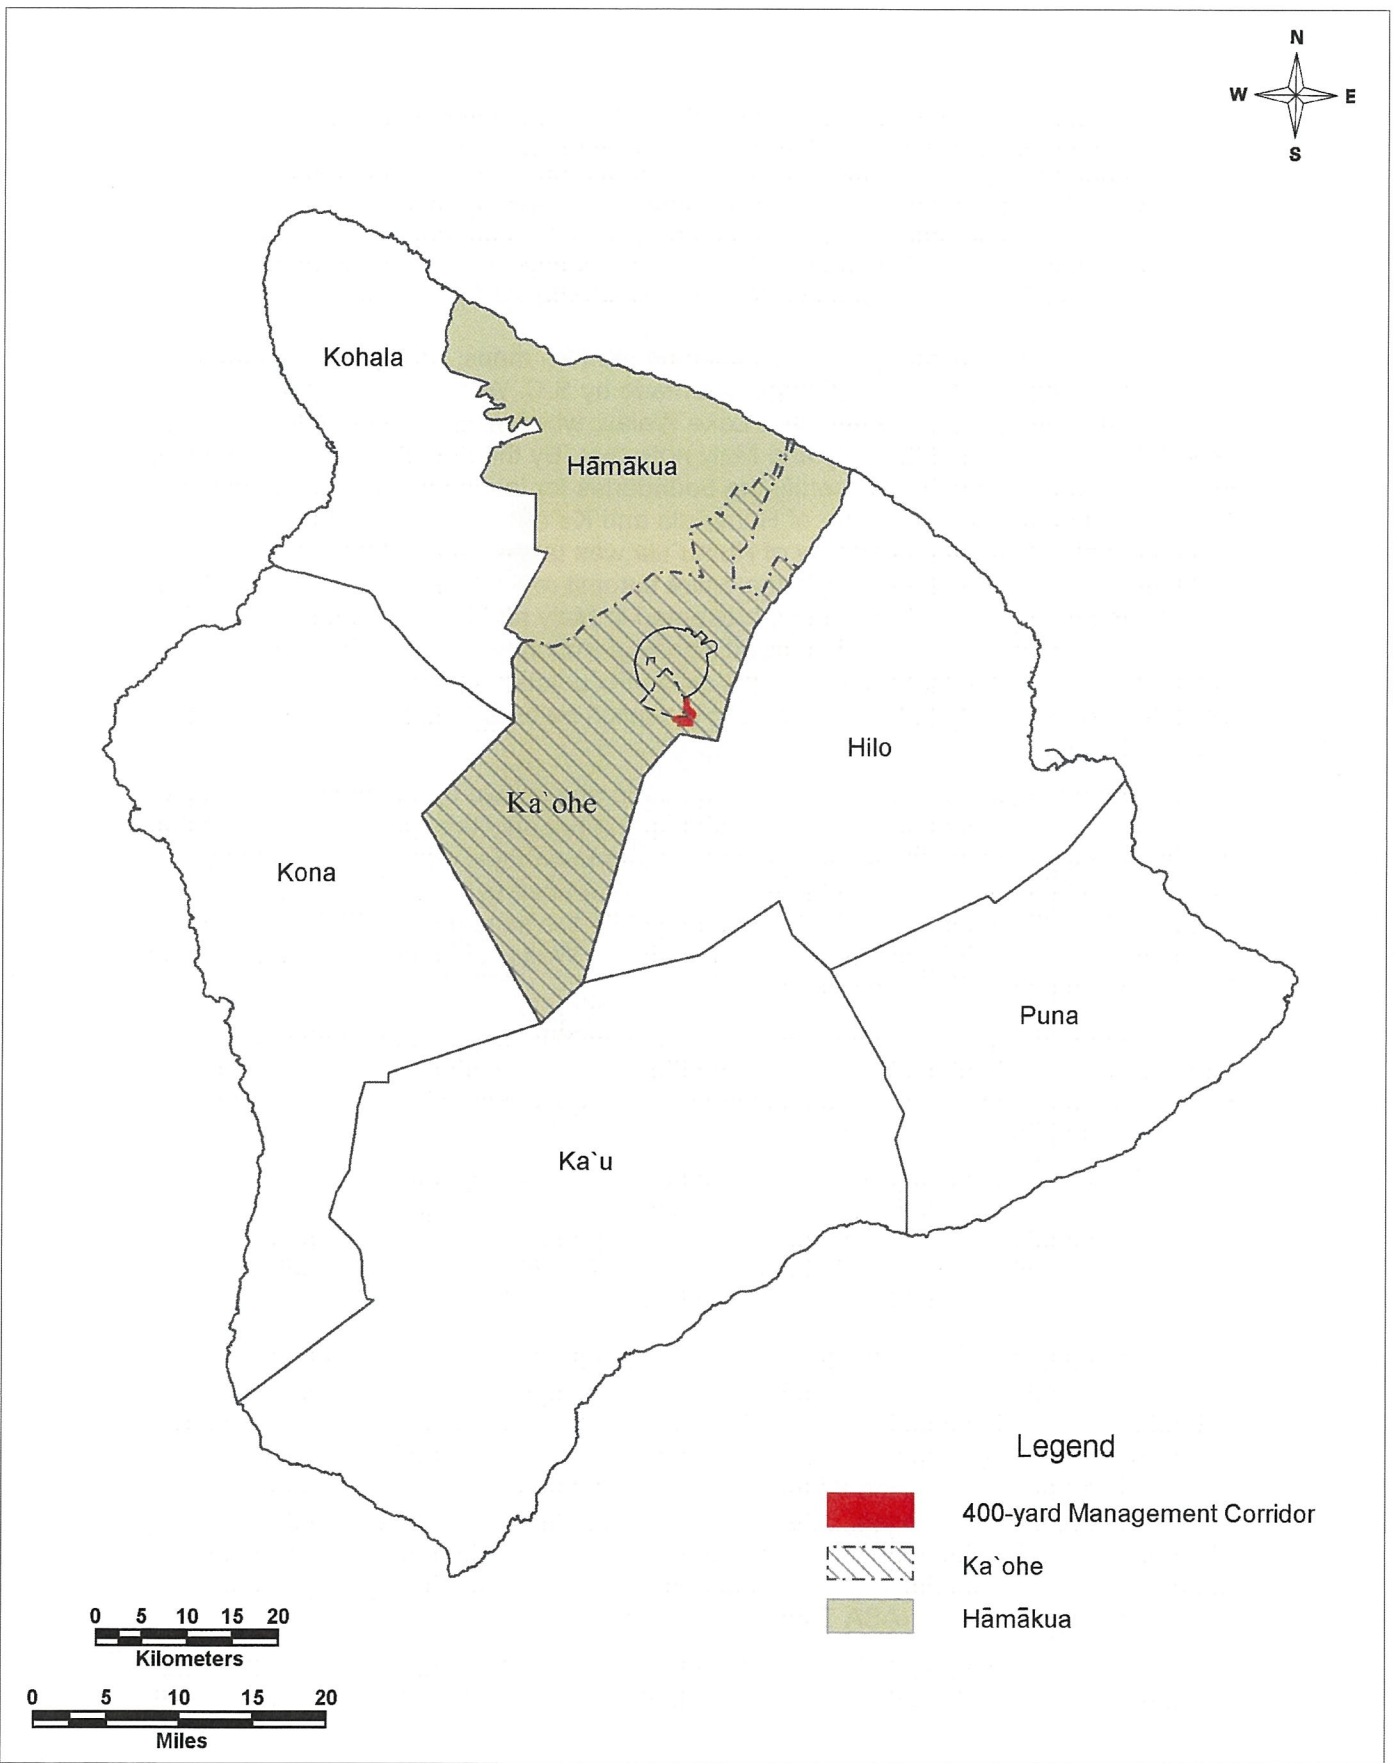 N
W E
S
Kohala
Hāmākua
Hilo
Ka`ohe
Kona
Puna
Ka`u
Legend
400-yard Management Corridor
Ka`ohe
Hāmākua
0 5 10 15 20
Kilometers
0 5 10 15 20
Miles